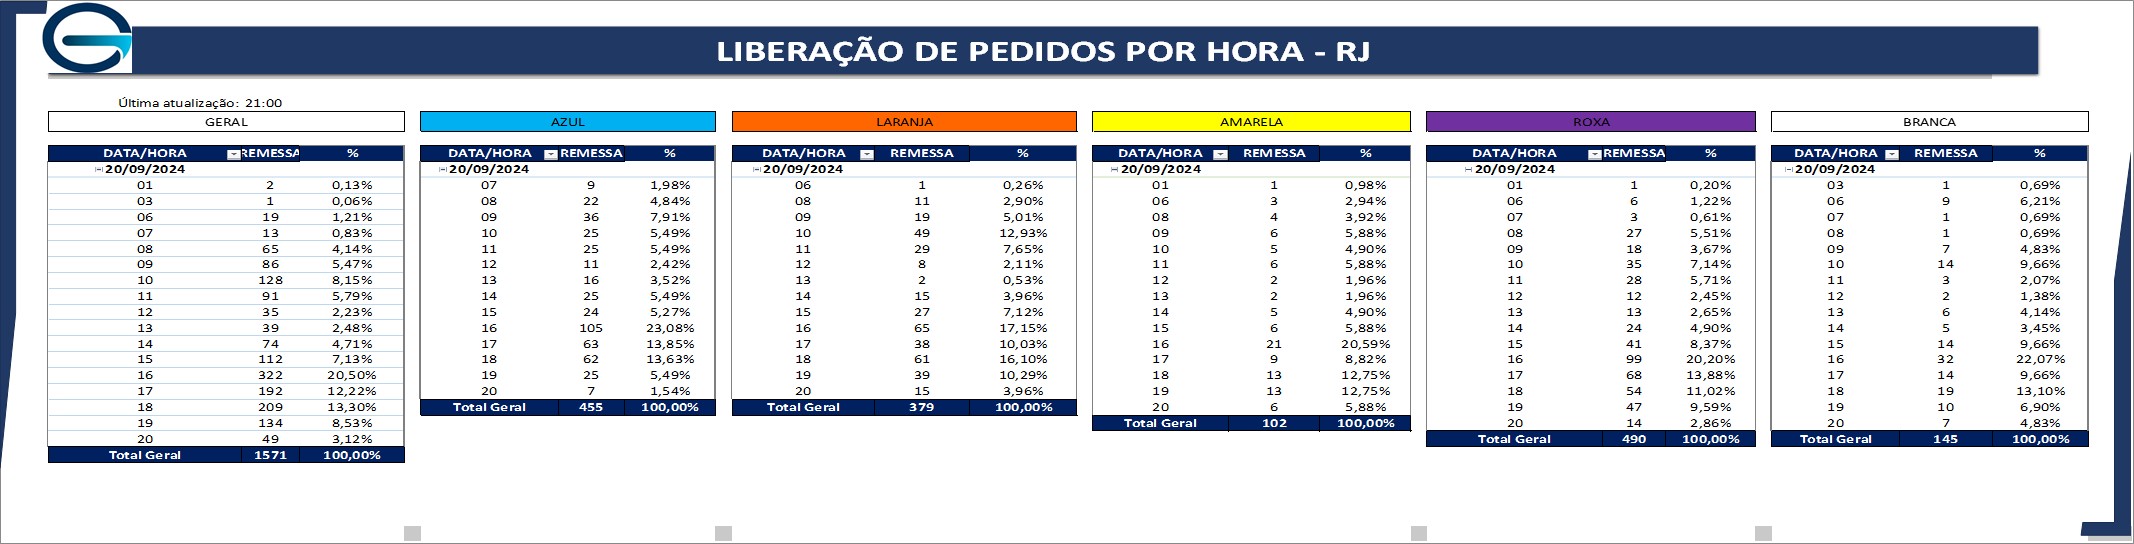 LIBERAÇÃO DE PEDIDOS POR HORA - RJ
Última atualização: 21:00
GERAL
DATA/HORA REMESSA %
20/09/2024
01 2 0,13%
03 1 0,06%
06 19 1,21%
07 13 0,83%
08 65 4,14%
09 86 5,47%
10 128 8,15%
11 91 5,79%
12 35 2,23%
13 39 2,48%
14 74 4,71%
15 112 7,13%
16 322 20,50%
17 192 12,22%
18 209 13,30%
19 134 8,53%
20 49 3,12%
Total Geral 1571 100,00%
AZUL
DATA/HORA REMESSA %
20/09/2024
07 9 1,98%
08 22 4,84%
09 36 7,91%
10 25 5,49%
11 25 5,49%
12 11 2,42%
13 16 3,52%
14 25 5,49%
15 24 5,27%
16 105 23,08%
17 63 13,85%
18 62 13,63%
19 25 5,49%
20 7 1,54%
Total Geral 455 100,00%
LARANJA
DATA/HORA REMESSA %
20/09/2024
06 1 0,26%
08 11 2,90%
09 19 5,01%
10 49 12,93%
11 29 7,65%
12 8 2,11%
13 2 0,53%
14 15 3,96%
15 27 7,12%
16 65 17,15%
17 38 10,03%
18 61 16,10%
19 39 10,29%
20 15 3,96%
Total Geral 379 100,00%
AMARELA
DATA/HORA REMESSA %
20/09/2024
01 1 0,98%
06 3 2,94%
08 4 3,92%
09 6 5,88%
10 5 4,90%
11 6 5,88%
12 2 1,96%
13 2 1,96%
14 5 4,90%
15 6 5,88%
16 21 20,59%
17 9 8,82%
18 13 12,75%
19 13 12,75%
20 6 5,88%
Total Geral 102 100,00%
ROXA
DATA/HORA REMESSA %
20/09/2024
01 1 0,20%
06 6 1,22%
07 3 0,61%
08 27 5,51%
09 18 3,67%
10 35 7,14%
11 28 5,71%
12 12 2,45%
13 13 2,65%
14 24 4,90%
15 41 8,37%
16 99 20,20%
17 68 13,88%
18 54 11,02%
19 47 9,59%
20 14 2,86%
Total Geral 490 100,00%
BRANCA
DATA/HORA REMESSA %
20/09/2024
03 1 0,69%
06 9 6,21%
07 1 0,69%
08 1 0,69%
09 7 4,83%
10 14 9,66%
11 3 2,07%
12 2 1,38%
13 6 4,14%
14 5 3,45%
15 14 9,66%
16 32 22,07%
17 14 9,66%
18 19 13,10%
19 10 6,90%
20 7 4,83%
Total Geral 145 100,00%